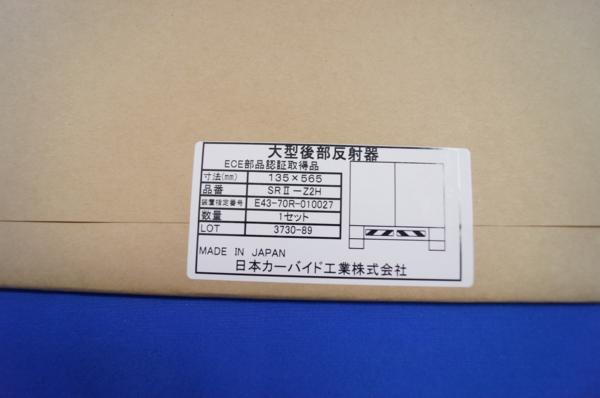 大型後部反射器
ECE部品認証取得品
寸法(mm) 135×565
品番 SRⅡ-Z2H
装置指定番号 E43-70R-010027
数量 1セット
LOT 3730-89
MADE IN JAPAN
日本カーバイド工業株式会社